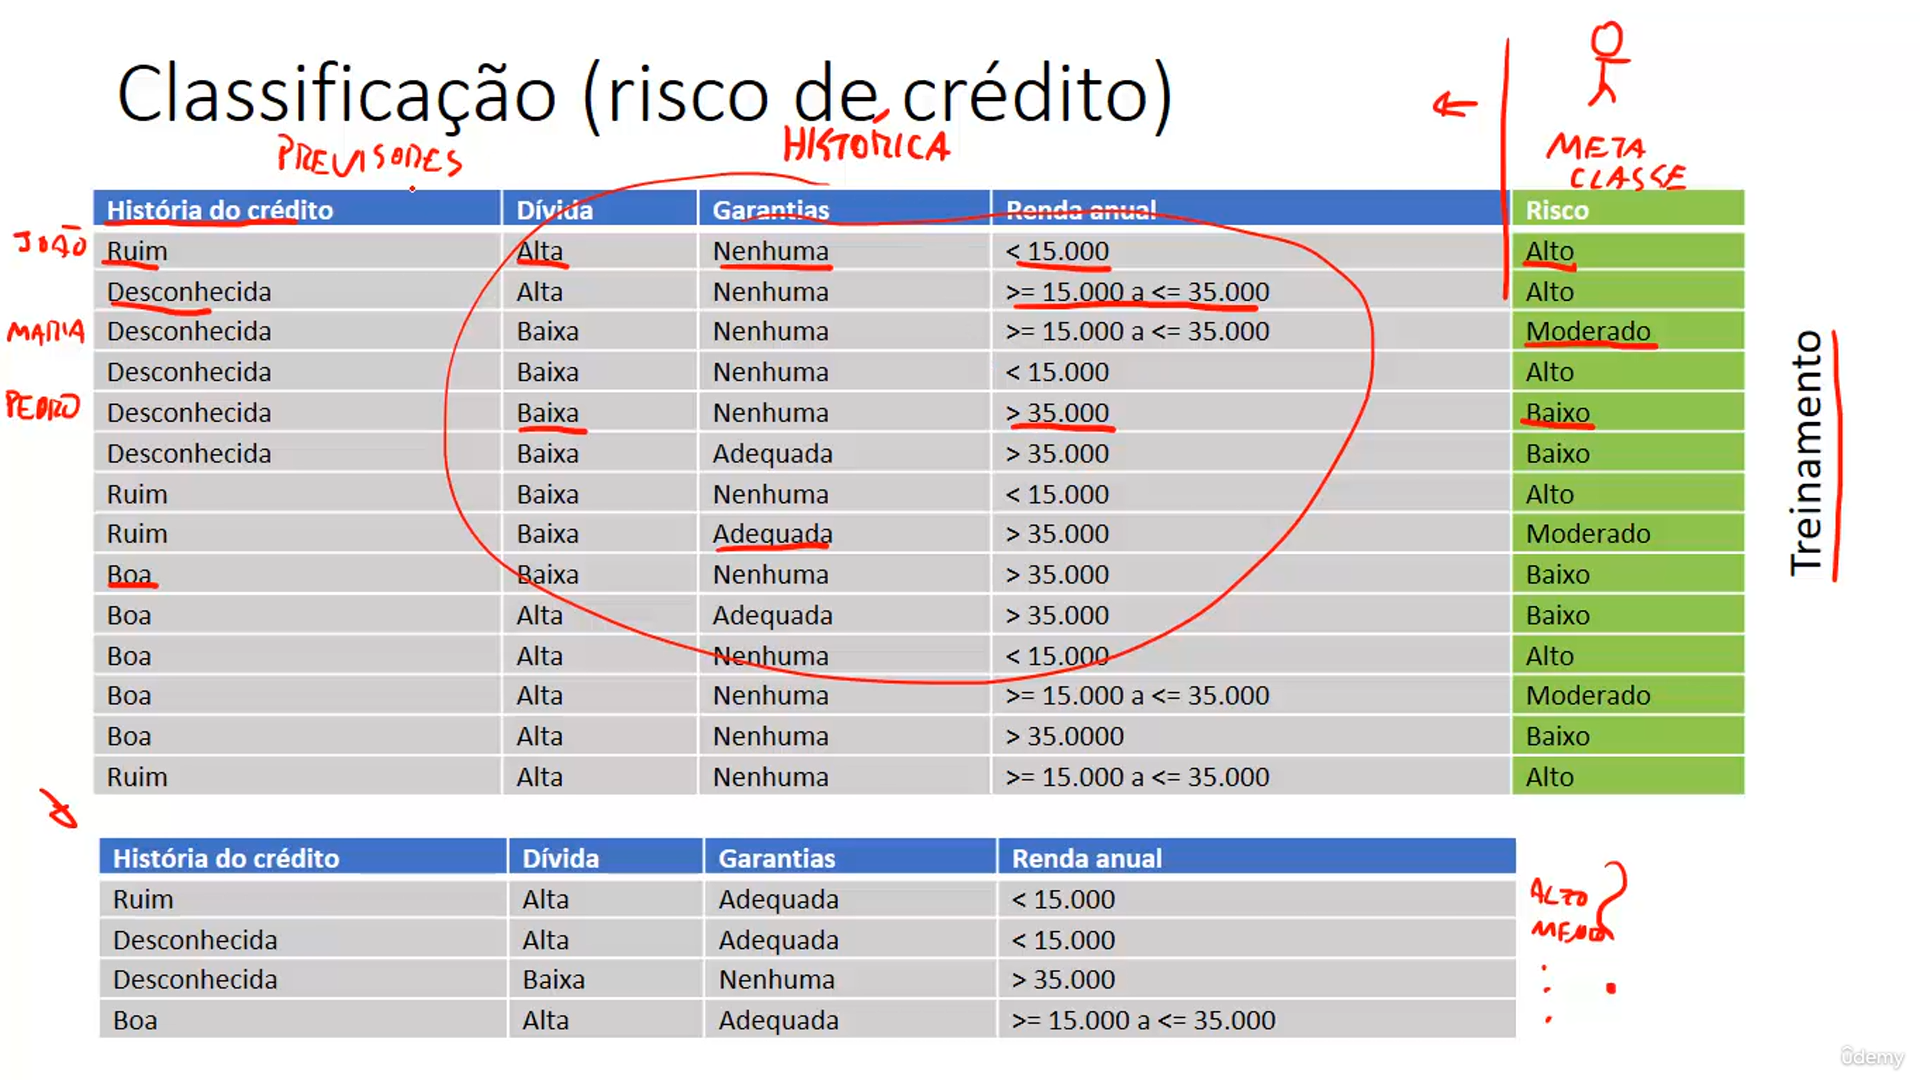 Classificação (risco de crédito)
PREVISORES
HISTÓRICA
META
CLASSE
História do crédito Dívida Garantias Renda anual Risco
JOÃO Ruim Alta Nenhuma < 15.000 Alto
Desconhecida Alta Nenhuma >= 15.000 a <= 35.000 Alto
MARIA Desconhecida Baixa Nenhuma >= 15.000 a <= 35.000 Moderado
Desconhecida Baixa Nenhuma < 15.000 Alto
PEDRO Desconhecida Baixa Nenhuma > 35.000 Baixo
Desconhecida Baixa Adequada > 35.000 Baixo
Ruim Baixa Nenhuma < 15.000 Alto
Ruim Baixa Adequada > 35.000 Moderado
Boa Baixa Nenhuma > 35.000 Baixo
Boa Alta Adequada > 35.000 Baixo
Boa Alta Nenhuma < 15.000 Alto
Boa Alta Nenhuma >= 15.000 a <= 35.000 Moderado
Boa Alta Nenhuma > 35.0000 Baixo
Ruim Alta Nenhuma >= 15.000 a <= 35.000 Alto
Treinamento
História do crédito Dívida Garantias Renda anual
Ruim Alta Adequada < 15.000 ALTO ?
Desconhecida Alta Adequada < 15.000
Desconhecida Baixa Nenhuma > 35.000
Boa Alta Adequada >= 15.000 a <= 35.000
ûdemy